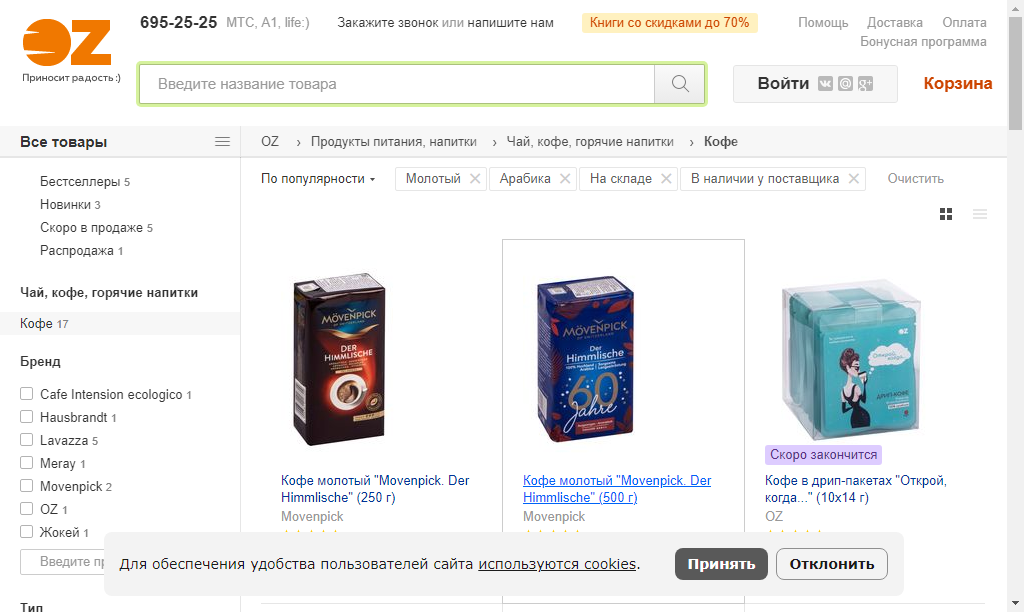 OZ
Приносит радость :)
695-25-25 МТС, А1, life:)
Закажите звонок или напишите нам
Книги со скидками до 70%
Помощь Доставка Оплата
Бонусная программа
Введите название товара
Войти
Корзина
Все товары
OZ › Продукты питания, напитки › Чай, кофе, горячие напитки › Кофе
Бестселлеры 5
Новинки 3
Скоро в продаже 5
Распродажа 1
Чай, кофе, горячие напитки
Кофе 17
Бренд
Cafe Intension ecologico 1
Hausbrandt 1
Lavazza 5
Meray 1
Movenpick 2
OZ 1
Жокей 1
Введите пр
Тип
По популярности
Молотый
Арабика
На складе
В наличии у поставщика
Очистить
MÖVENPICK
DER
HIMMLISCHE
MÖVENPICK
Der
Himmlische
60
Jahre
OZ
ДРИП-КОФЕ
Скоро закончится
Кофе молотый "Movenpick. Der
Himmlische" (250 г)
Movenpick
Кофе молотый "Movenpick. Der
Himmlische" (500 г)
Movenpick
Кофе в дрип-пакетах "Открой,
когда..." (10х14 г)
OZ
Для обеспечения удобства пользователей сайта используются cookies.
Принять
Отклонить